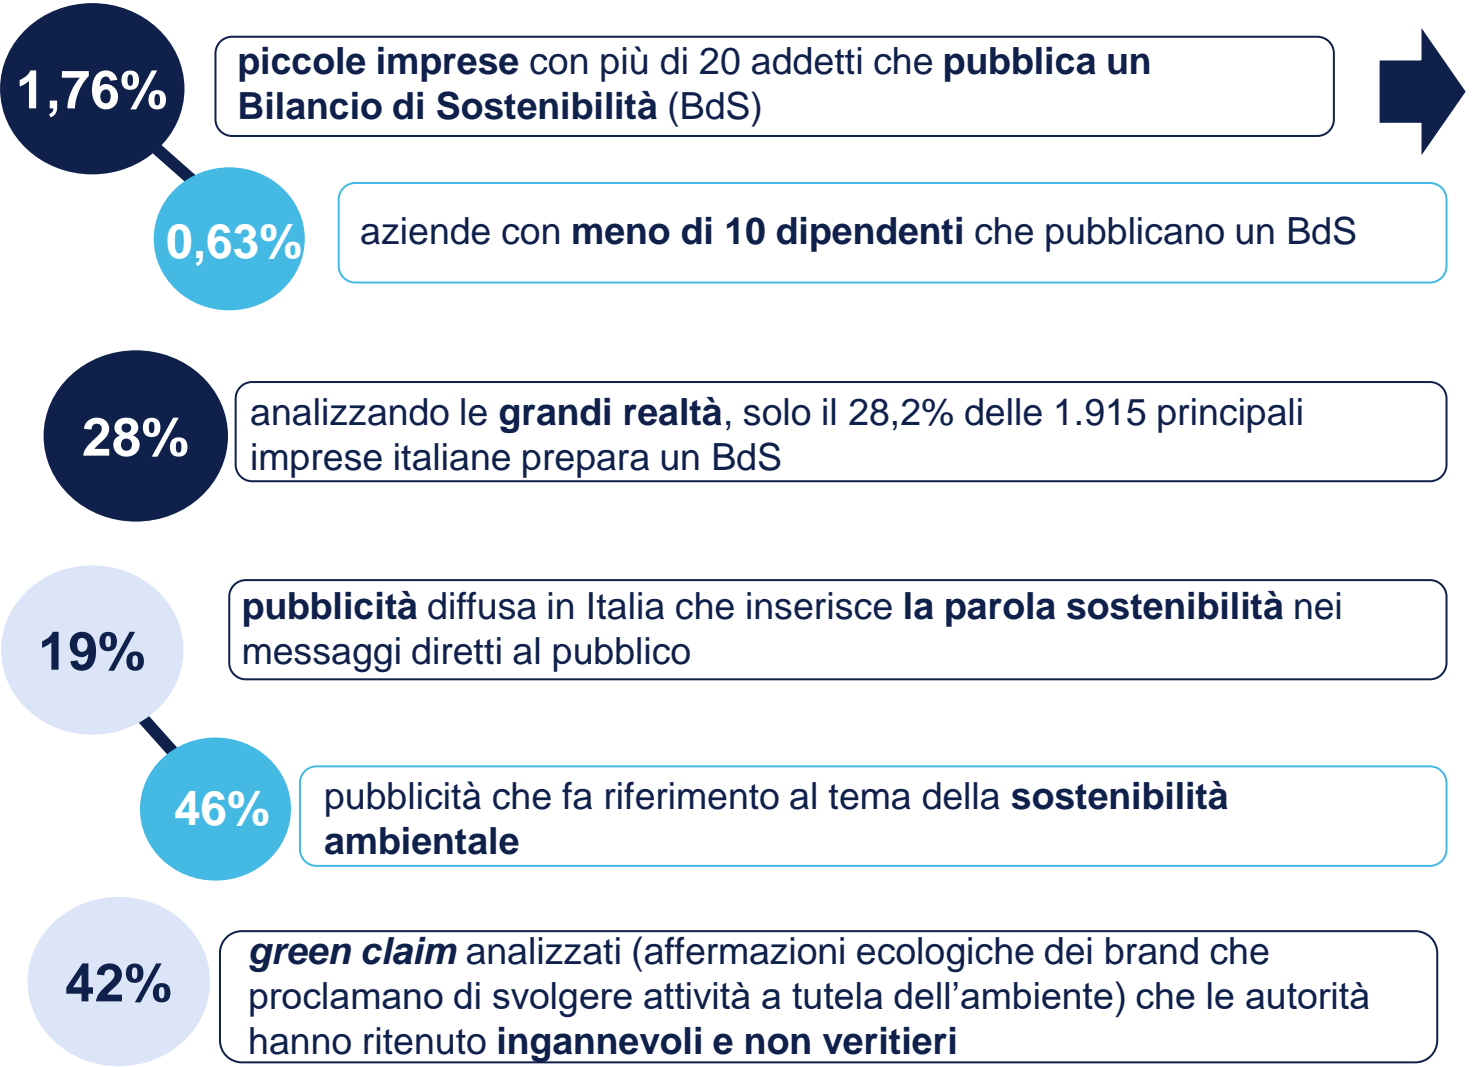 1,76%
piccole imprese con più di 20 addetti che pubblica un
Bilancio di Sostenibilità (BdS)
0,63%
aziende con meno di 10 dipendenti che pubblicano un BdS
28%
analizzando le grandi realtà, solo il 28,2% delle 1.915 principali
imprese italiane prepara un BdS
19%
pubblicità diffusa in Italia che inserisce la parola sostenibilità nei
messaggi diretti al pubblico
46%
pubblicità che fa riferimento al tema della sostenibilità
ambientale
42%
green claim analizzati (affermazioni ecologiche dei brand che
proclamano di svolgere attività a tutela dell’ambiente) che le autorità
hanno ritenuto ingannevoli e non veritieri